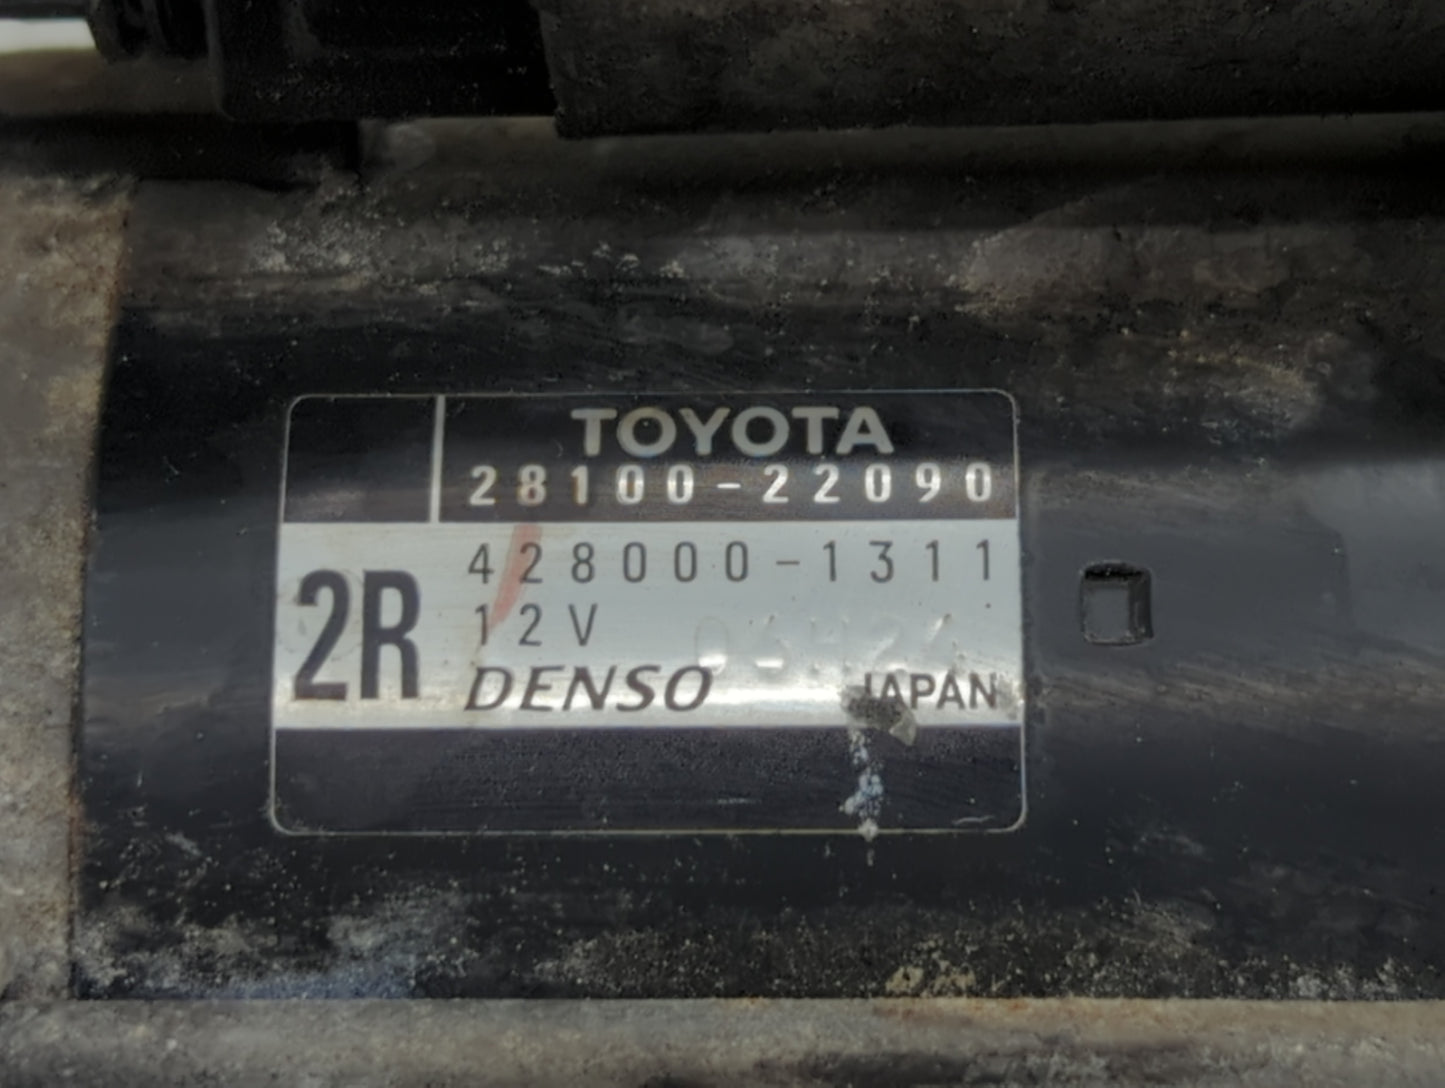 TOYOTA
28100-22090
428000-1311
2R
12V
DENSO JAPAN